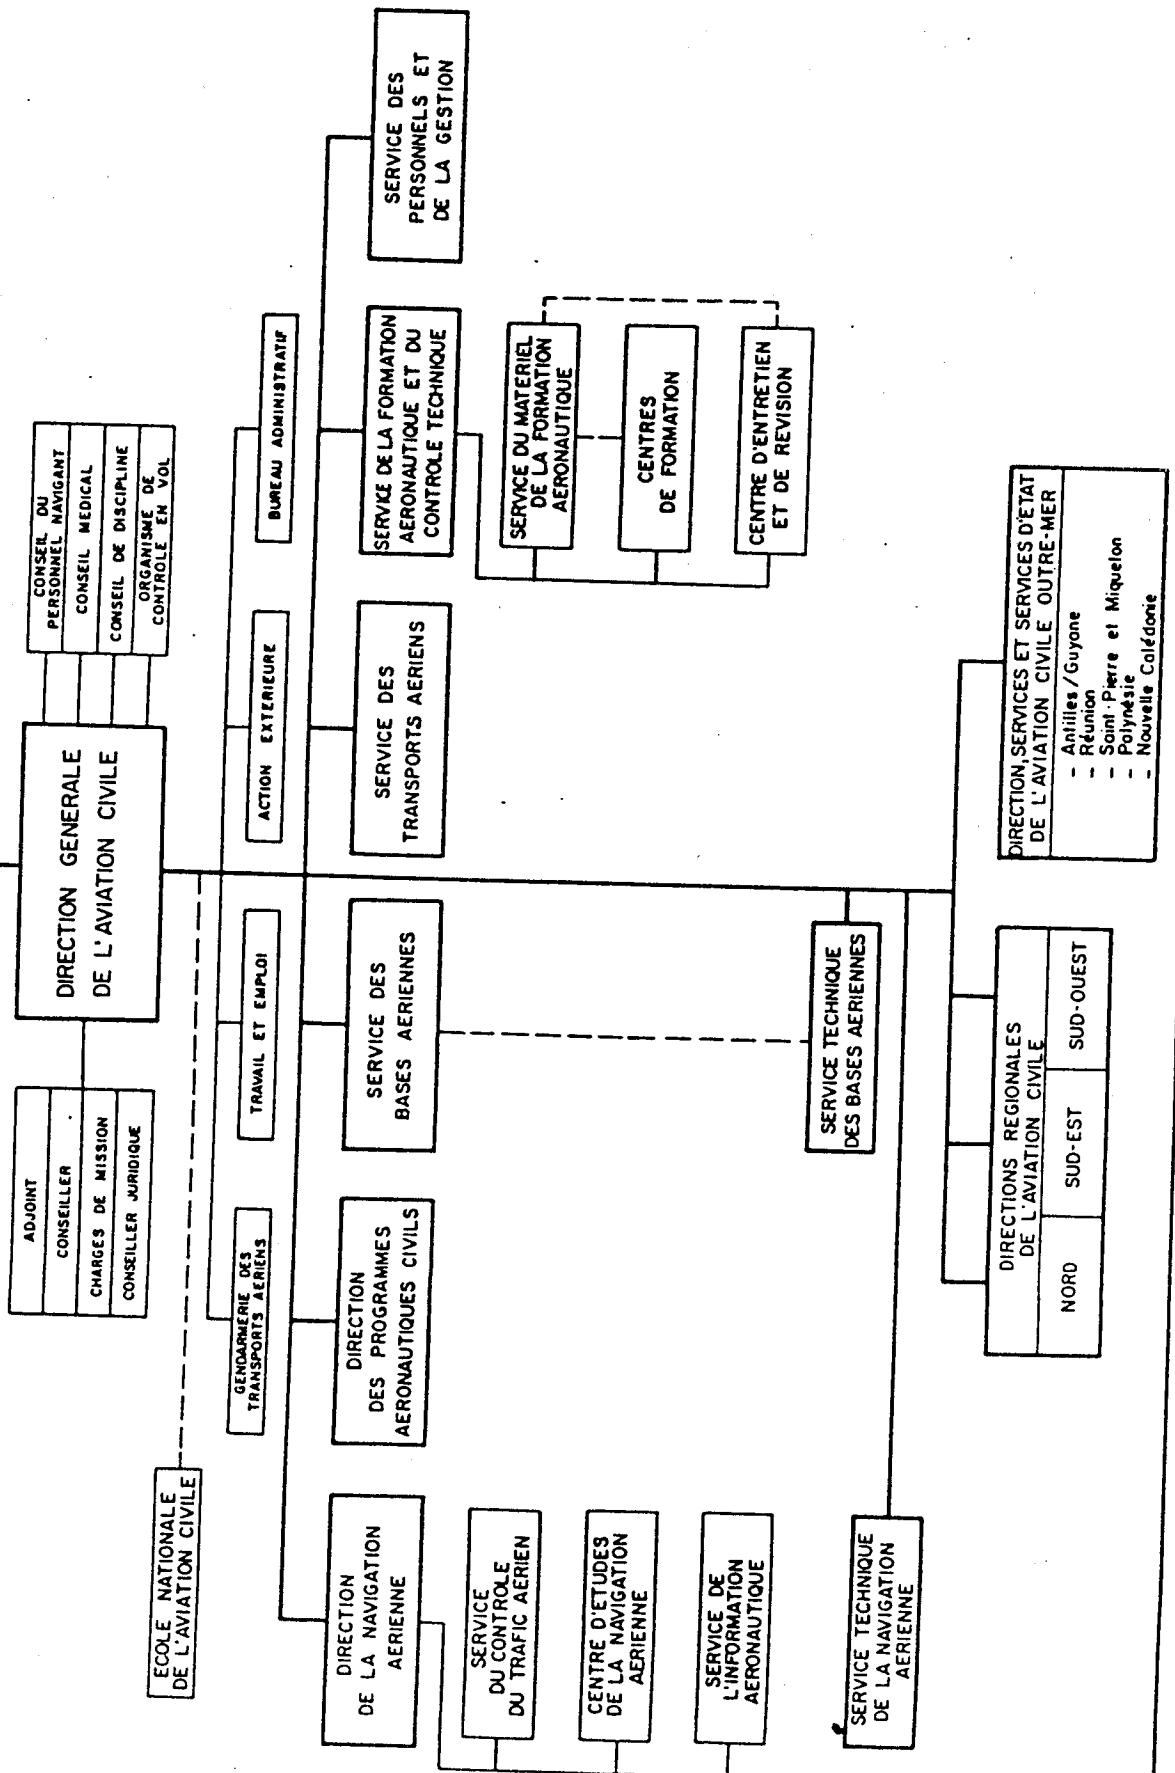 DIRECTION GENERALE
DE L'AVIATION CIVILE
ADJOINT
CONSEILLER
CHARGES DE MISSION
CONSEILLER JURIDIQUE
CONSEIL DU
PERSONNEL NAVIGANT
CONSEIL MEDICAL
CONSEIL DE DISCIPLINE
ORGANISME DE
CONTROLE EN VOL
ECOLE NATIONALE
DE L'AVIATION CIVILE
GENDARMERIE DES
TRANSPORTS AERIENS
TRAVAIL ET EMPLOI
ACTION EXTERIEURE
BUREAU ADMINISTRATIF
DIRECTION
DE LA NAVIGATION
AERIENNE
DIRECTION
DES PROGRAMMES
AERONAUTIQUES CIVILS
SERVICE DES
BASES AERIENNES
SERVICE DES
TRANSPORTS AERIENS
SERVICE DE LA FORMATION
AERONAUTIQUE ET DU
CONTROLE TECHNIQUE
SERVICE DES
PERSONNELS ET
DE LA GESTION
SERVICE
DU CONTROLE
DU TRAFIC AERIEN
CENTRE D'ETUDES
DE LA NAVIGATION
AERIENNE
SERVICE DE
L'INFORMATION
AERONAUTIQUE
SERVICE DU MATERIEL
DE LA FORMATION
AERONAUTIQUE
CENTRES
DE FORMATION
CENTRE D'ENTRETIEN
ET DE REVISION
SERVICE TECHNIQUE
DES BASES AERIENNES
SERVICE TECHNIQUE
DE LA NAVIGATION
AERIENNE
DIRECTIONS REGIONALES
DE L'AVIATION CIVILE
NORD
SUD-EST
SUD-OUEST
DIRECTION, SERVICES ET SERVICES D'ETAT
DE L'AVIATION CIVILE OUTRE-MER
- Antilles/Guyane
- Réunion
- Saint-Pierre et Miquelon
- Polynésie
- Nouvelle Calédonie